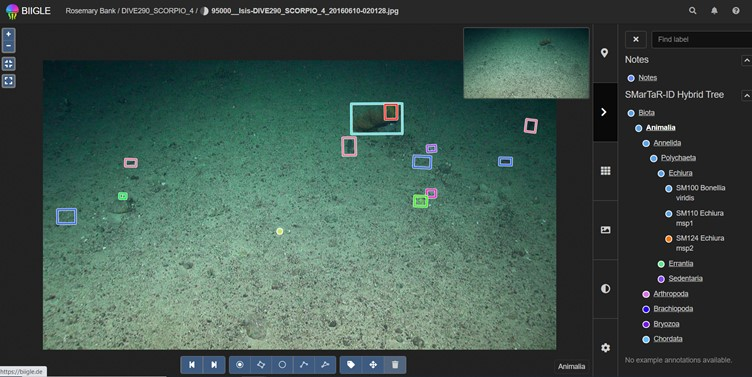 BIIGLE
Rosemary Bank / DIVE290_SCORPIO_4 / 95000__Isis-DIVE290_SCORPIO_4_20160610-020128.jpg
Find label
Notes
Notes
SMarTaR-ID Hybrid Tree
Biota
Animalia
Annelida
Polychaeta
Echiura
SM100 Bonellia
viridis
SM110 Echiura
msp1
SM124 Echiura
msp2
Errantia
Sedentaria
Arthropoda
Brachiopoda
Bryozoa
Chordata
No example annotations available.
Animalia
https://biigle.de